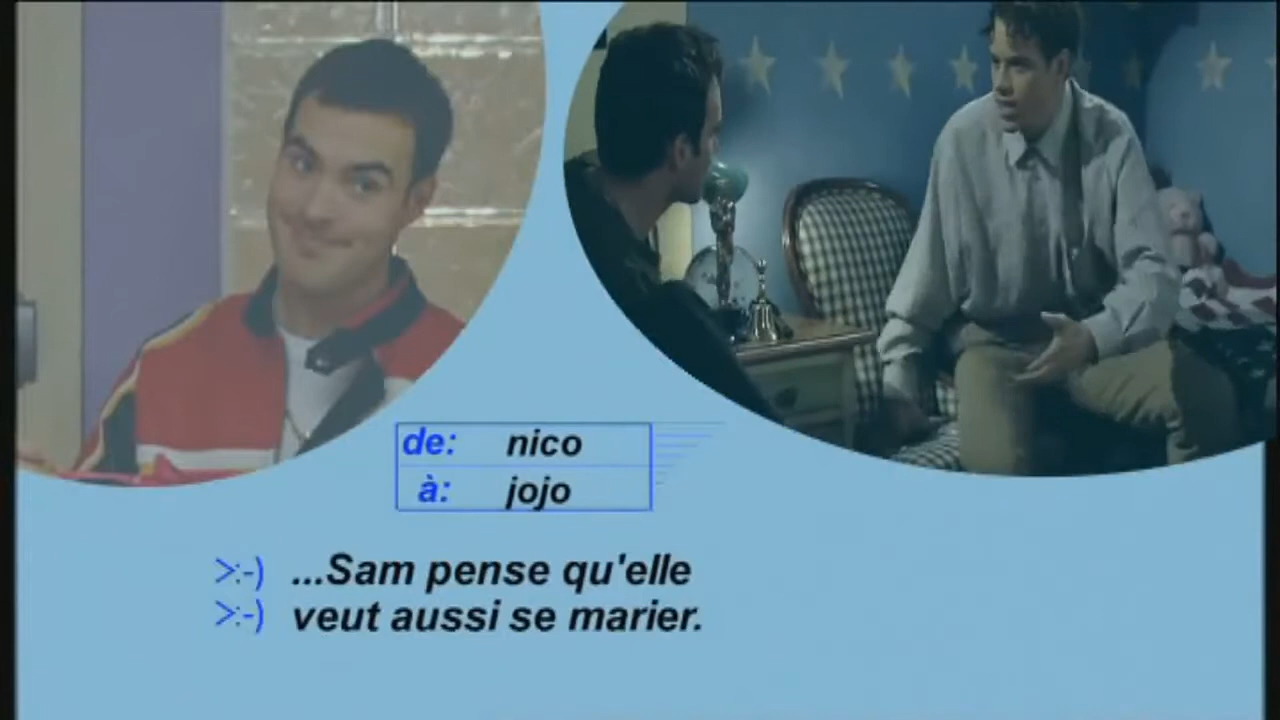 de: nico
à: jojo
>:-) ...Sam pense qu'elle
>:-) veut aussi se marier.